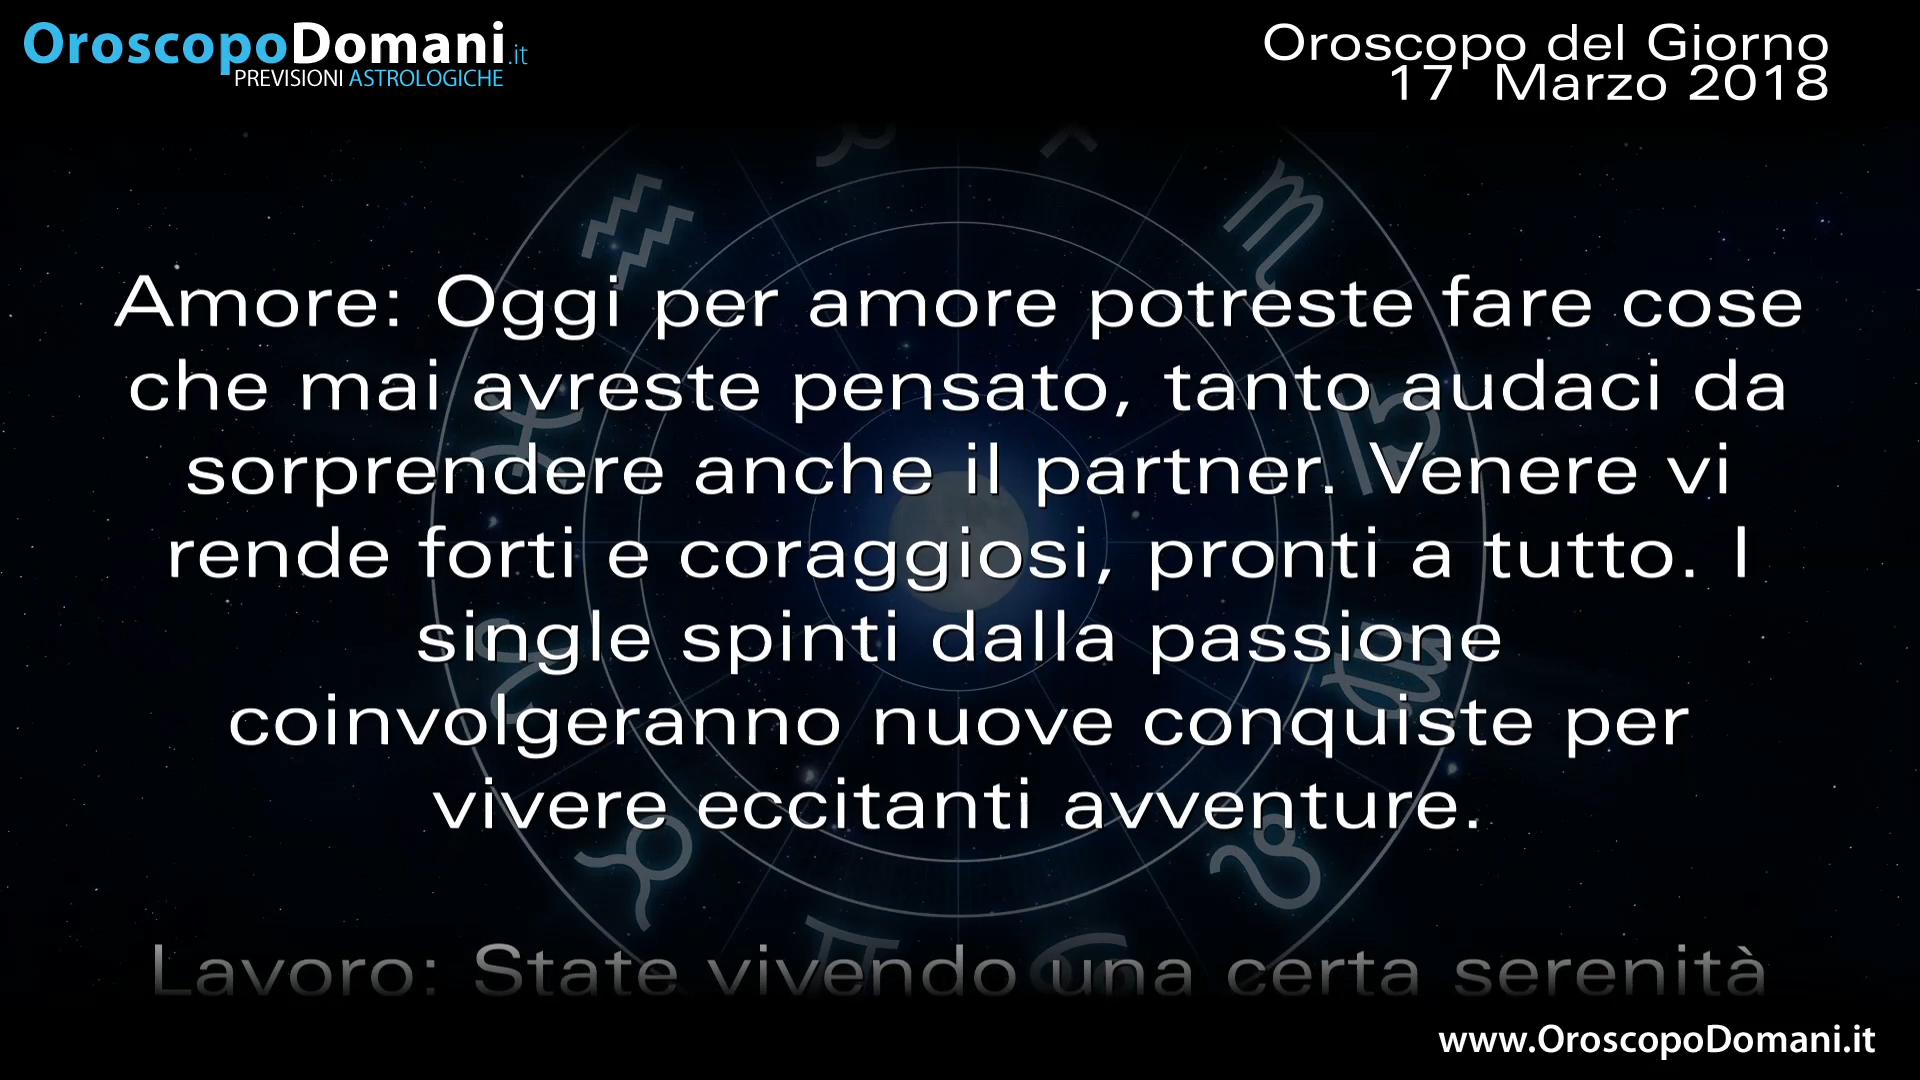 OroscopoDomani.it
PREVISIONI ASTROLOGICHE
Oroscopo del Giorno
17 Marzo 2018
Amore: Oggi per amore potreste fare cose
che mai avreste pensato, tanto audaci da
sorprendere anche il partner. Venere vi
rende forti e coraggiosi, pronti a tutto. I
single spinti dalla passione
coinvolgeranno nuove conquiste per
vivere eccitanti avventure.
Lavoro: State vivendo una certa serenità
www.OroscopoDomani.it